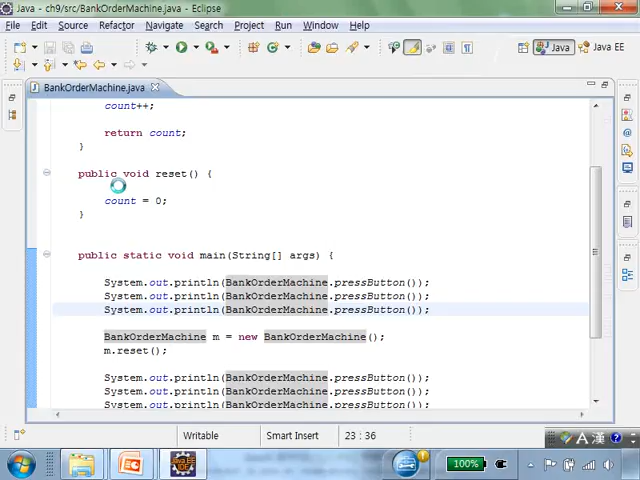 Java - ch9/src/BankOrderMachine.java - Eclipse
File Edit Source Refactor Navigate Search Project Run Window Help
Java Java EE
BankOrderMachine.java
count++;
return count;
}
public void reset() {
count = 0;
}
public static void main(String[] args) {
System.out.println(BankOrderMachine.pressButton());
System.out.println(BankOrderMachine.pressButton());
System.out.println(BankOrderMachine.pressButton());
BankOrderMachine m = new BankOrderMachine();
m.reset();
System.out.println(BankOrderMachine.pressButton());
System.out.println(BankOrderMachine.pressButton());
System.out.println(BankOrderMachine.pressButton());
Writable Smart Insert 23 : 36
A 漢
100%